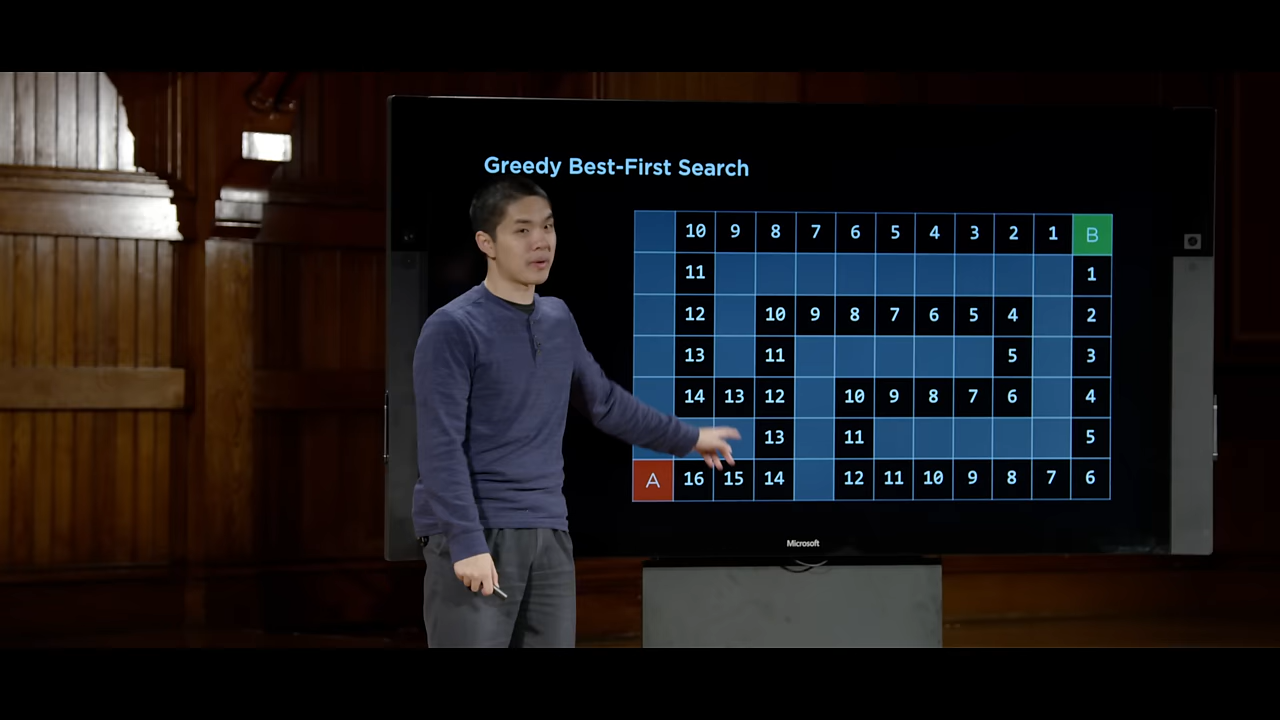 Greedy Best-First Search
10 9 8 7 6 5 4 3 2 1 B
11 1
12 10 9 8 7 6 5 4 2
13 11 5 3
14 13 12 10 9 8 7 6 4
13 11 5
A 16 15 14 12 11 10 9 8 7 6
Microsoft